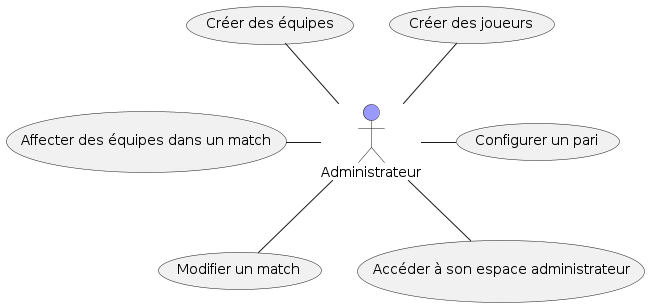 Créer des équipes
Créer des joueurs
Affecter des équipes dans un match
Configurer un pari
Administrateur
Modifier un match
Accéder à son espace administrateur